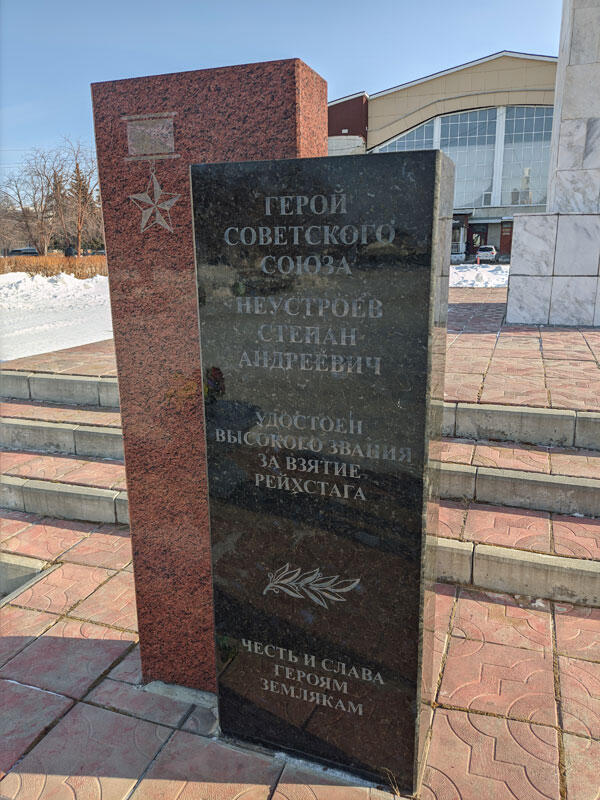 ГЕРОЙ
СОВЕТСКОГО
СОЮЗА
НЕУСТРОЕВ
СТЕПАН
АНДРЕЕВИЧ
УДОСТОЕН
ВЫСОКОГО ЗВАНИЯ
ЗА ВЗЯТИЕ
РЕЙХСТАГА
ЧЕСТЬ И СЛАВА
ГЕРОЯМ
ЗЕМЛЯКАМ